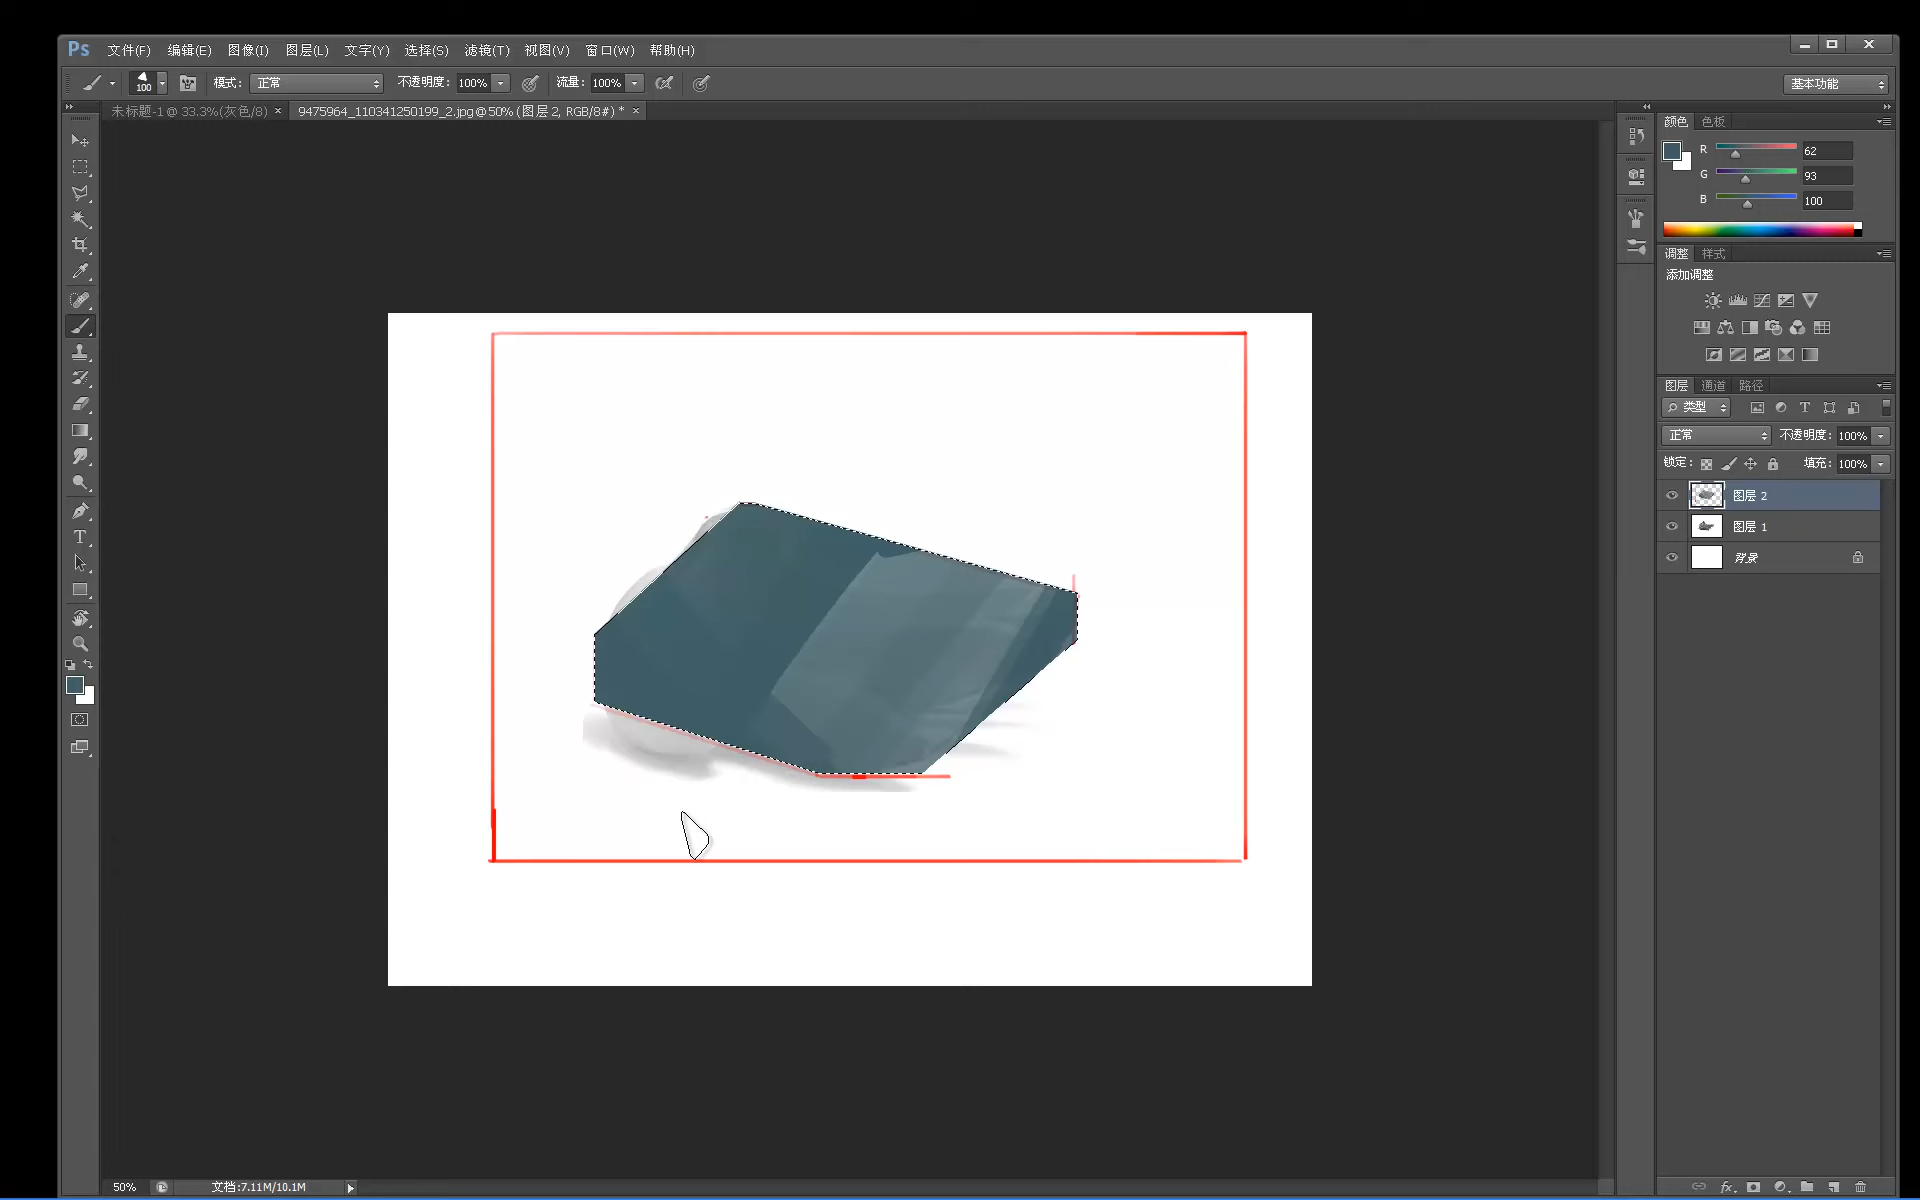 Ps 文件(F) 编辑(E) 图像(I) 图层(L) 文字(Y) 选择(S) 滤镜(T) 视图(V) 窗口(W) 帮助(H)
100 模式: 正常 不透明度: 100% 流量: 100% 基本功能
未标题-1 @ 33.3%(灰色/8) × 9475964_110341250199_2.jpg @ 50% (图层 2, RGB/8#) * ×
颜色 色板
R 62
G 93
B 100
调整 样式
添加调整
图层 通道 路径
类型
正常 不透明度: 100%
锁定: 填充: 100%
图层 2
图层 1
背景
50% 文档:7.11M/10.1M